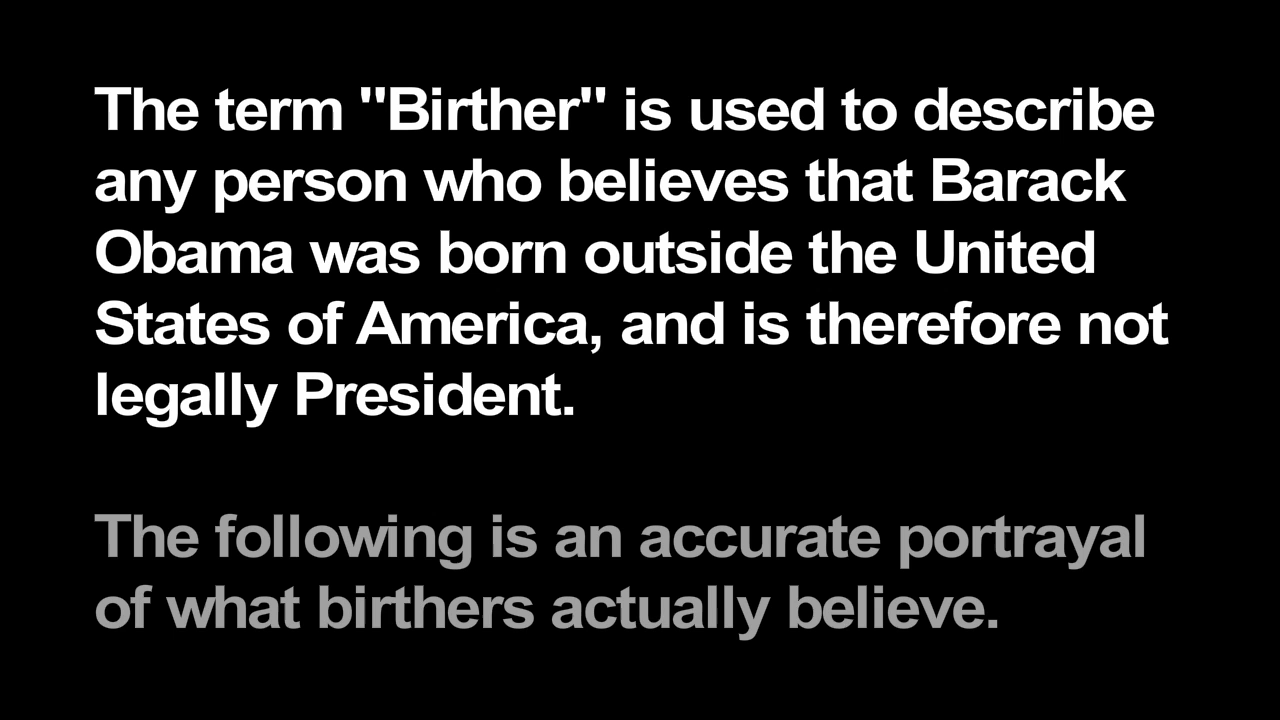 The term "Birther" is used to describe
any person who believes that Barack
Obama was born outside the United
States of America, and is therefore not
legally President.
The following is an accurate portrayal
of what birthers actually believe.